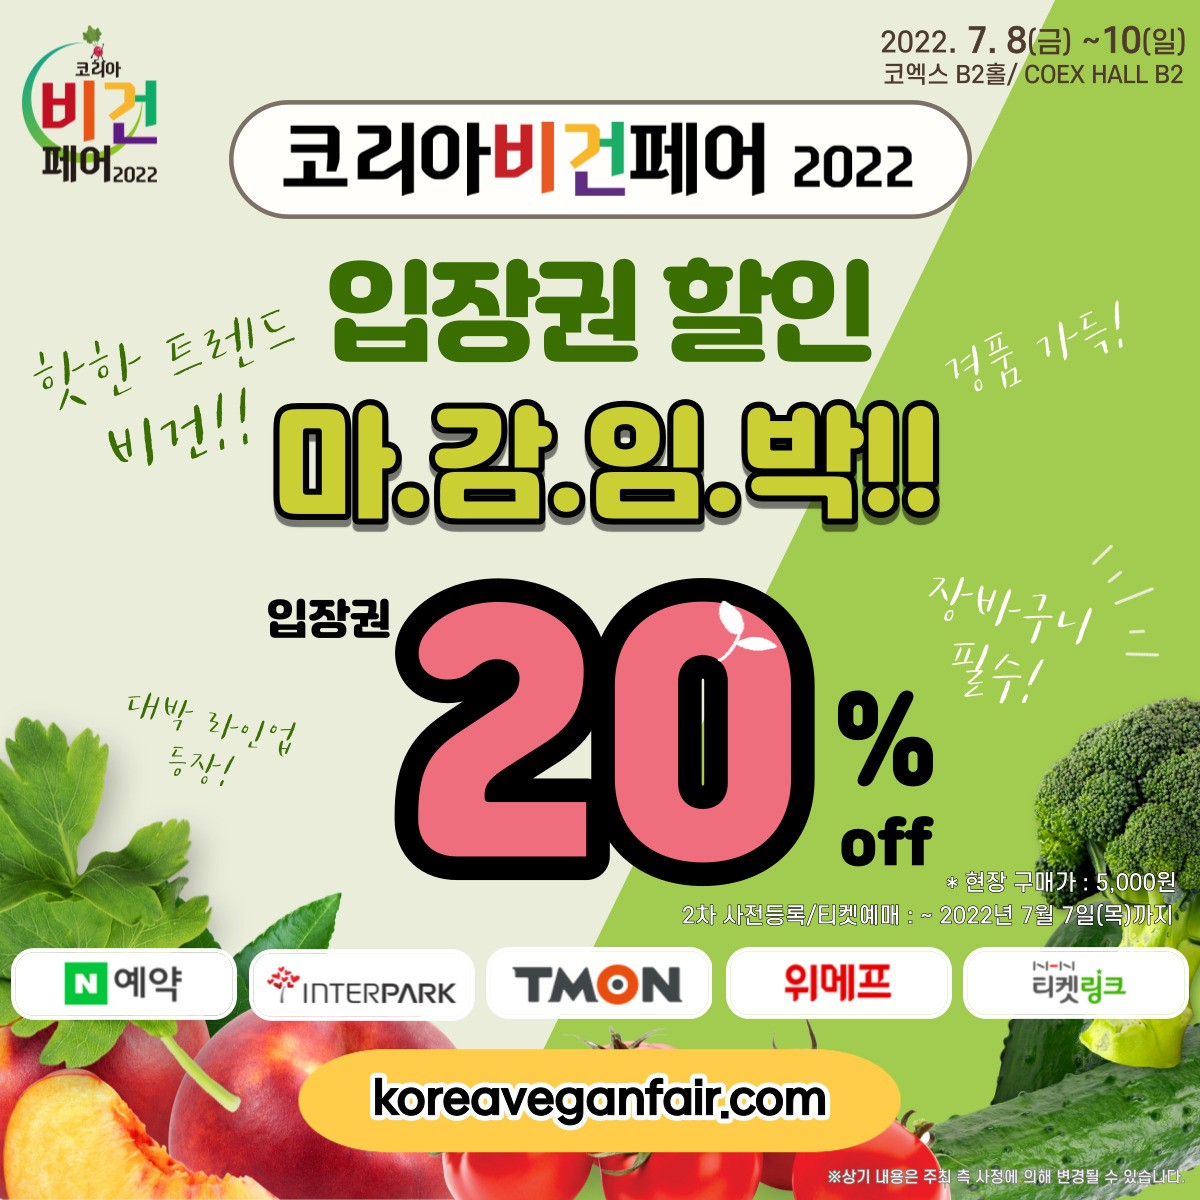 코리아
비건
페어2022
2022. 7. 8(금) ~10(일)
코엑스 B2홀/ COEX HALL B2
코리아비건페어 2022
입장권 할인
핫한 트렌드
비건!!
경품 가득!
마.감.임.박!!
입장권
20
%
off
장바구니
필수!
대박 라인업
등장!
* 현장 구매가 : 5,000원
2차 사전등록/티켓예매 : ~ 2022년 7월 7일(목)까지
N 예약
INTERPARK
TMON
위메프
티켓링크
koreaveganfair.com
※상기 내용은 주최 측 사정에 의해 변경될 수 있습니다.